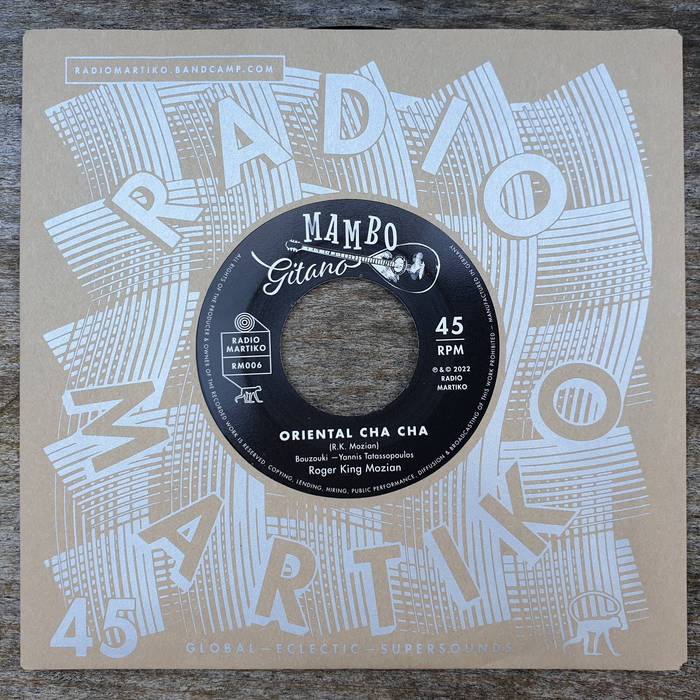 RADIOMARTIKO.BANDCAMP.COM
RADIO
MARTIKO
MAMBO
Gitano
ALL RIGHTS OF THE PRODUCER & OWNER OF THE RECORDED WORK IS RESERVED. COPYING, LENDING, HIRING, PUBLIC PERFORMANCE, DIFFUSION & BROADCASTING OF THIS WORK PROHIBITED – MANUFACTURED IN GERMANY
RADIO
MARTIKO
RM006
45
RPM
℗ & © 2022
RADIO
MARTIKO
ORIENTAL CHA CHA
(R.K. Mozian)
Bouzouki – Yannis Tatassopoulos
Roger King Mozian
45
GLOBAL – ECLECTIC – SUPERSOUNDS